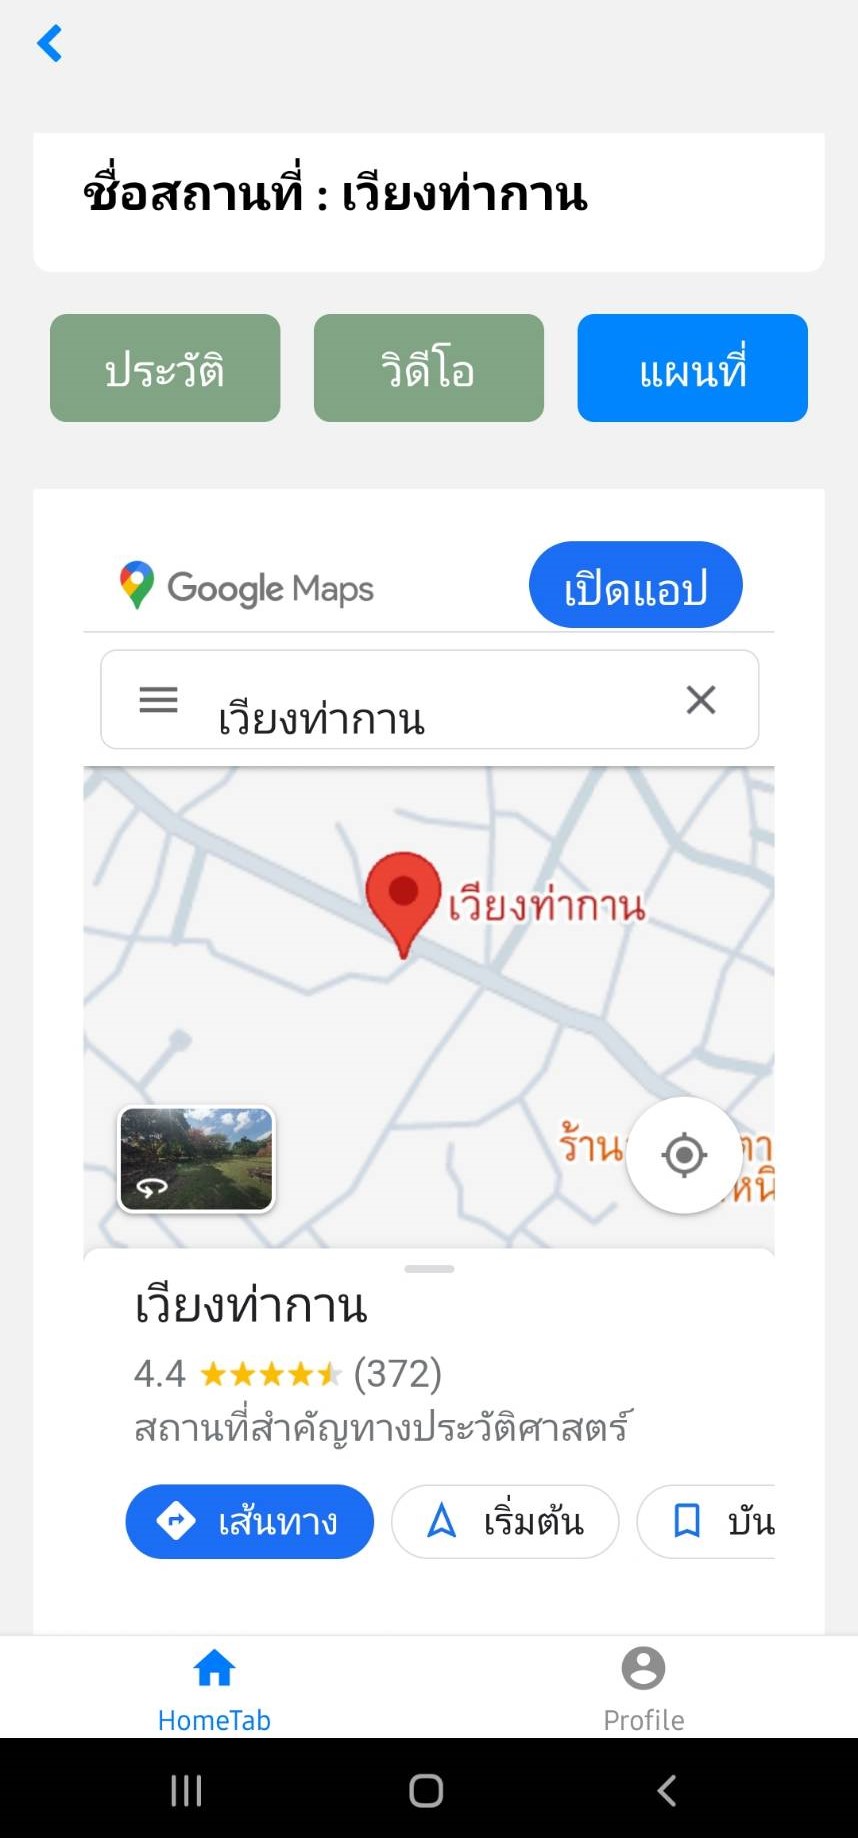 ชื่อสถานที่ : เวียงท่ากาน
ประวัติ
วิดีโอ
แผนที่
Google Maps
เปิดแอป
เวียงท่ากาน
เวียงท่ากาน
ร้าน
เวียงท่ากาน
4.4 (372)
สถานที่สำคัญทางประวัติศาสตร์
เส้นทาง
เริ่มต้น
บัน
HomeTab
Profile